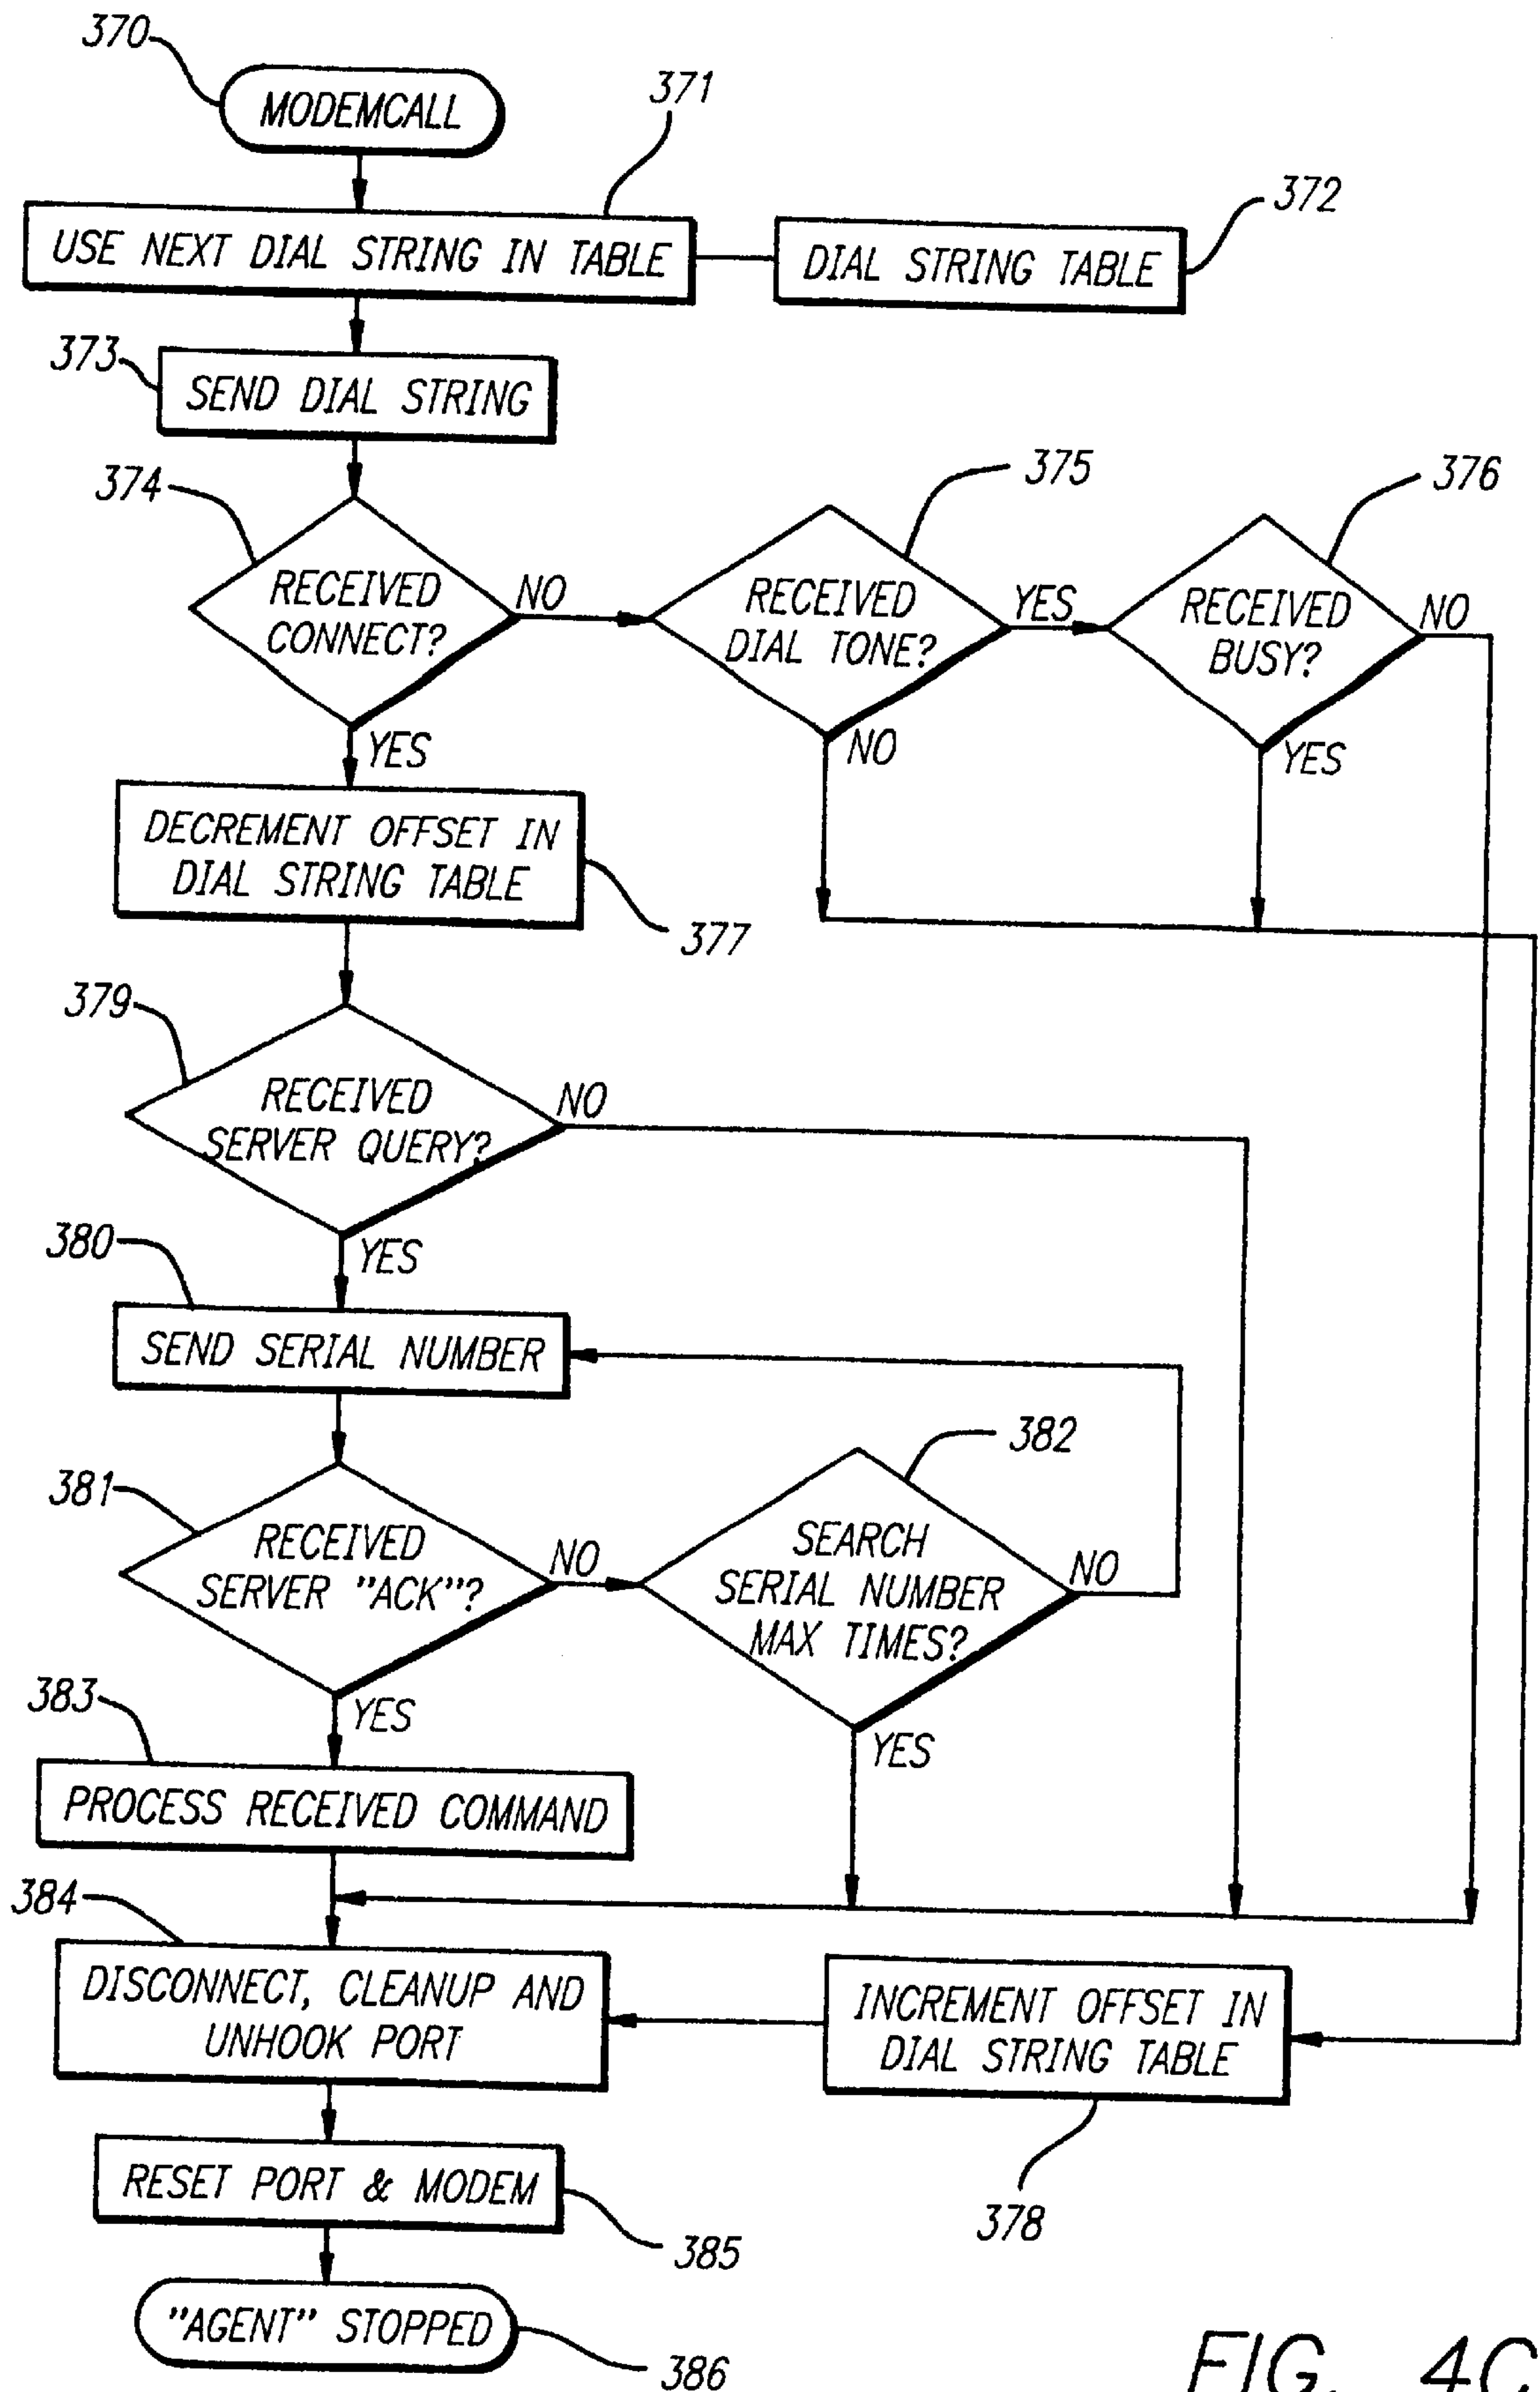 370
MODEMCALL
371
USE NEXT DIAL STRING IN TABLE
372
DIAL STRING TABLE
373
SEND DIAL STRING
374
RECEIVED
CONNECT?
NO
YES
375
RECEIVED
DIAL TONE?
YES
NO
376
RECEIVED
BUSY?
NO
YES
DECREMENT OFFSET IN
DIAL STRING TABLE
377
379
RECEIVED
SERVER QUERY?
NO
YES
380
SEND SERIAL NUMBER
381
RECEIVED
SERVER "ACK"?
NO
YES
382
SEARCH
SERIAL NUMBER
MAX TIMES?
NO
YES
383
PROCESS RECEIVED COMMAND
384
DISCONNECT, CLEANUP AND
UNHOOK PORT
INCREMENT OFFSET IN
DIAL STRING TABLE
378
RESET PORT & MODEM
385
"AGENT" STOPPED
386
FIG. 4C